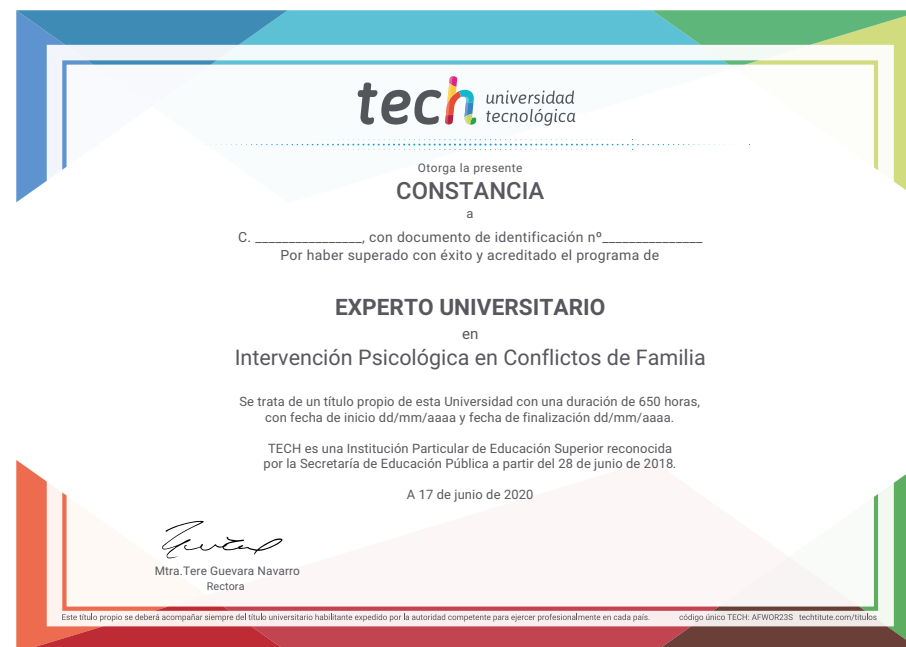 tech universidad
tecnológica
Otorga la presente
CONSTANCIA
a
C. ________________, con documento de identificación nº_______________
Por haber superado con éxito y acreditado el programa de
EXPERTO UNIVERSITARIO
en
Intervención Psicológica en Conflictos de Familia
Se trata de un título propio de esta Universidad con una duración de 650 horas,
con fecha de inicio dd/mm/aaaa y fecha de finalización dd/mm/aaaa.
TECH es una Institución Particular de Educación Superior reconocida
por la Secretaría de Educación Pública a partir del 28 de junio de 2018.
A 17 de junio de 2020
Mtra.Tere Guevara Navarro
Rectora
Este título propio se deberá acompañar siempre del título universitario habilitante expedido por la autoridad competente para ejercer profesionalmente en cada país. código único TECH: AFWOR23S techtitute.com/titulos